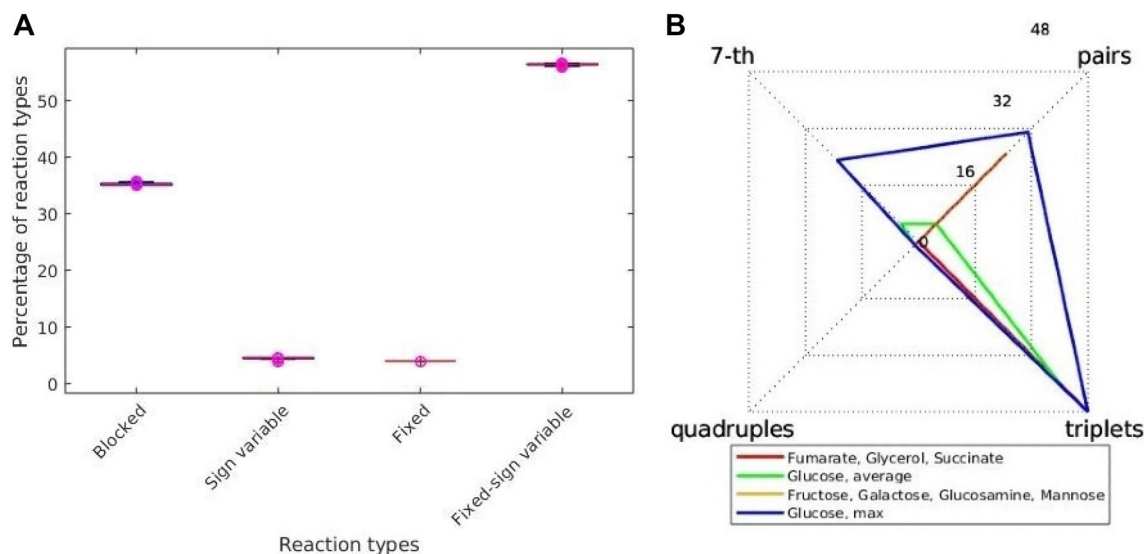 A
Percentage of reaction types
50
40
30
20
10
0
Blocked
Sign variable
Fixed
Fixed-sign variable
Reaction types
B
48
7-th
pairs
32
16
0
quadruples
triplets
Fumarate, Glycerol, Succinate
Glucose, average
Fructose, Galactose, Glucosamine, Mannose
Glucose, max